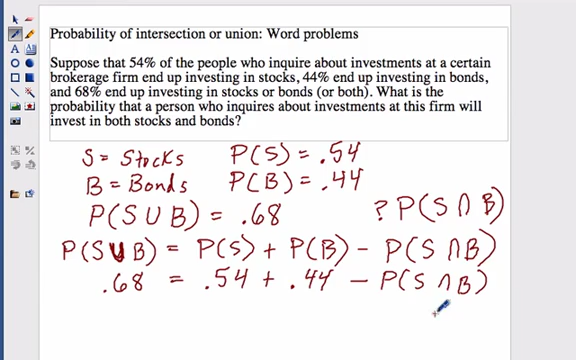 Probability of intersection or union: Word problems
Suppose that 54% of the people who inquire about investments at a certain
brokerage firm end up investing in stocks, 44% end up investing in bonds,
and 68% end up investing in stocks or bonds (or both). What is the
probability that a person who inquires about investments at this firm will
invest in both stocks and bonds?
S = Stocks P(S) = .54
B = Bonds P(B) = .44
P(S ∪ B) = .68 ? P(S ∩ B)
P(S ∪ B) = P(S) + P(B) − P(S ∩ B)
.68 = .54 + .44 − P(S ∩ B)